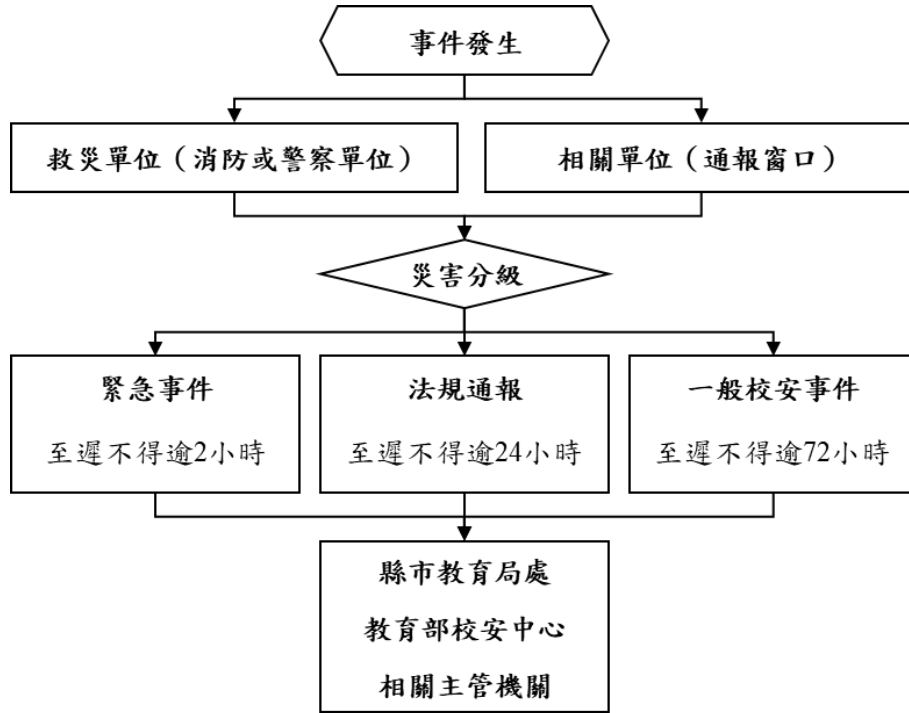 事件發生
救災單位（消防或警察單位）
相關單位（通報窗口）
災害分級
緊急事件
至遲不得逾2小時
法規通報
至遲不得逾24小時
一般校安事件
至遲不得逾72小時
縣市教育局處
教育部校安中心
相關主管機關